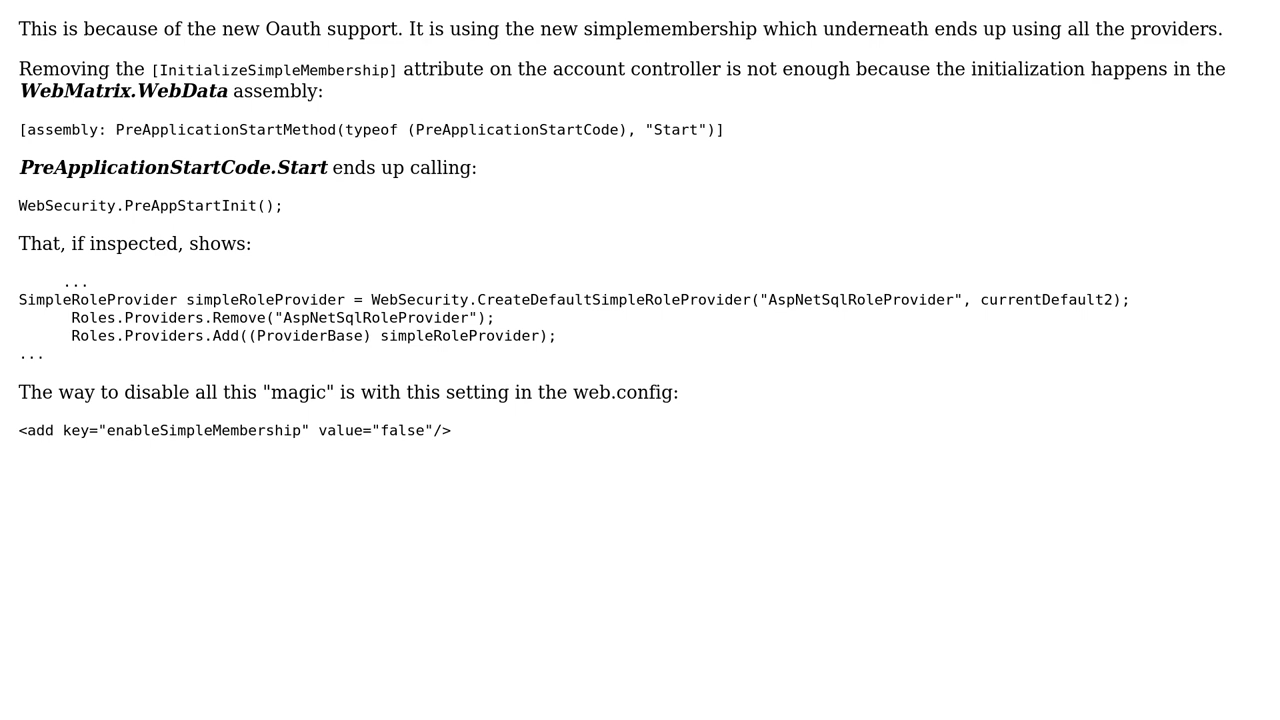 This is because of the new Oauth support. It is using the new simplemembership which underneath ends up using all the providers.
Removing the [InitializeSimpleMembership] attribute on the account controller is not enough because the initialization happens in the
WebMatrix.WebData assembly:
[assembly: PreApplicationStartMethod(typeof (PreApplicationStartCode), "Start")]
PreApplicationStartCode.Start ends up calling:
WebSecurity.PreAppStartInit();
That, if inspected, shows:
...
SimpleRoleProvider simpleRoleProvider = WebSecurity.CreateDefaultSimpleRoleProvider("AspNetSqlRoleProvider", currentDefault2);
Roles.Providers.Remove("AspNetSqlRoleProvider");
Roles.Providers.Add((ProviderBase) simpleRoleProvider);
...
The way to disable all this "magic" is with this setting in the web.config:
<add key="enableSimpleMembership" value="false"/>